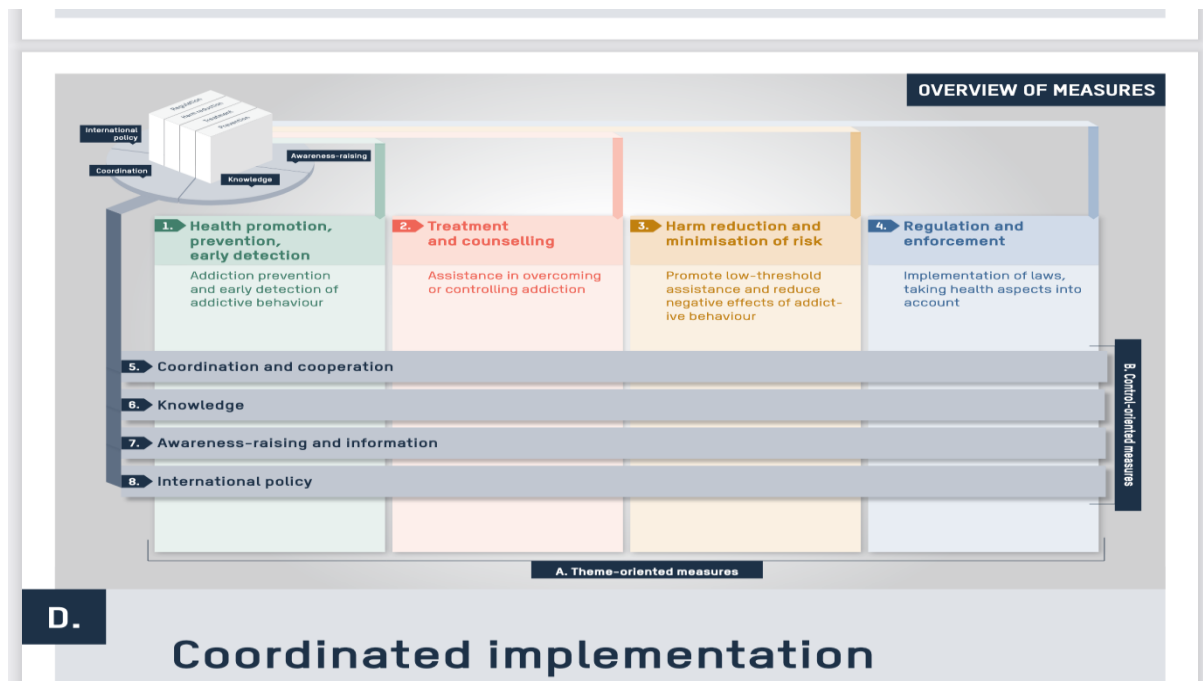 OVERVIEW OF MEASURES
Regulation
Harm reduction
Treatment
Prevention
International
policy
Coordination
Awareness-raising
Knowledge
1. Health promotion,
prevention,
early detection
Addiction prevention
and early detection of
addictive behaviour
2. Treatment
and counselling
Assistance in overcoming
or controlling addiction
3. Harm reduction and
minimisation of risk
Promote low-threshold
assistance and reduce
negative effects of addict-
ive behaviour
4. Regulation and
enforcement
Implementation of laws,
taking health aspects into
account
5. Coordination and cooperation
6. Knowledge
7. Awareness-raising and information
8. International policy
B. Control-oriented measures
A. Theme-oriented measures
D.
Coordinated implementation